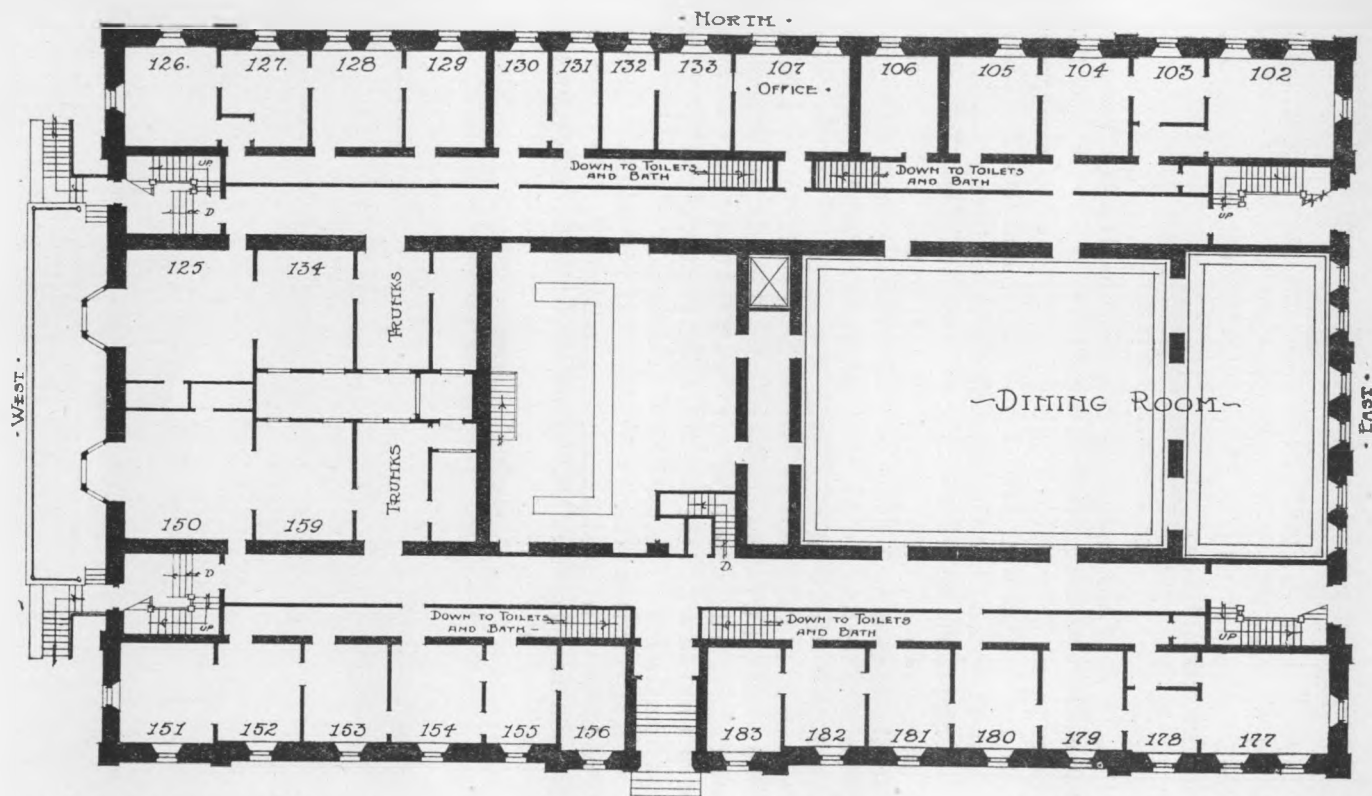 · NORTH ·
126. 127. 128 129 130 131 132 133 107 106 105 104 103 102
· OFFICE ·
DOWN TO TOILETS
AND BATH
DOWN TO TOILETS
AND BATH
UP
D
UP
125 134 TRUNKS
· WEST ·
~DINING ROOM~
· EAST ·
TRUNKS
150 159
D
D.
UP
DOWN TO TOILETS
AND BATH –
DOWN TO TOILETS
AND BATH
UP
151 152 153 154 155 156 183 182 181 180 179 178 177